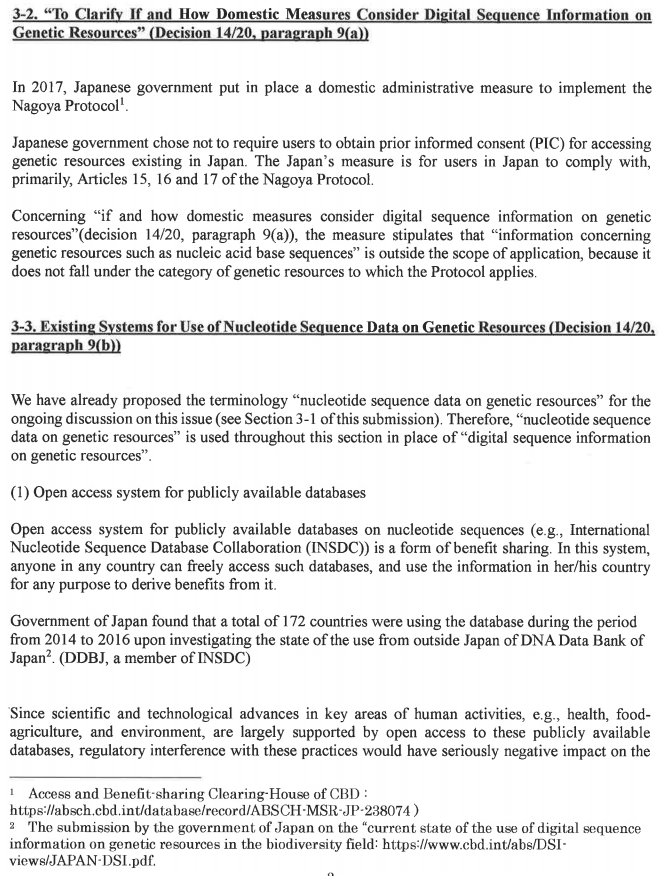 3-2. “To Clarify If and How Domestic Measures Consider Digital Sequence Information on
Genetic Resources” (Decision 14/20, paragraph 9(a))
In 2017, Japanese government put in place a domestic administrative measure to implement the
Nagoya Protocol¹.
Japanese government chose not to require users to obtain prior informed consent (PIC) for accessing
genetic resources existing in Japan. The Japan’s measure is for users in Japan to comply with,
primarily, Articles 15, 16 and 17 of the Nagoya Protocol.
Concerning “if and how domestic measures consider digital sequence information on genetic
resources”(decision 14/20, paragraph 9(a)), the measure stipulates that “information concerning
genetic resources such as nucleic acid base sequences” is outside the scope of application, because it
does not fall under the category of genetic resources to which the Protocol applies.
3-3. Existing Systems for Use of Nucleotide Sequence Data on Genetic Resources (Decision 14/20,
paragraph 9(b))
We have already proposed the terminology “nucleotide sequence data on genetic resources” for the
ongoing discussion on this issue (see Section 3-1 of this submission). Therefore, “nucleotide sequence
data on genetic resources” is used throughout this section in place of “digital sequence information
on genetic resources”.
(1) Open access system for publicly available databases
Open access system for publicly available databases on nucleotide sequences (e.g., International
Nucleotide Sequence Database Collaboration (INSDC)) is a form of benefit sharing. In this system,
anyone in any country can freely access such databases, and use the information in her/his country
for any purpose to derive benefits from it.
Government of Japan found that a total of 172 countries were using the database during the period
from 2014 to 2016 upon investigating the state of the use from outside Japan of DNA Data Bank of
Japan². (DDBJ, a member of INSDC)
Since scientific and technological advances in key areas of human activities, e.g., health, food-
agriculture, and environment, are largely supported by open access to these publicly available
databases, regulatory interference with these practices would have seriously negative impact on the
¹ Access and Benefit-sharing Clearing-House of CBD :
https://absch.cbd.int/database/record/ABSCH-MSR-JP-238074 )
² The submission by the government of Japan on the “current state of the use of digital sequence
information on genetic resources in the biodiversity field: https://www.cbd.int/abs/DSI-
views/JAPAN-DSI.pdf.